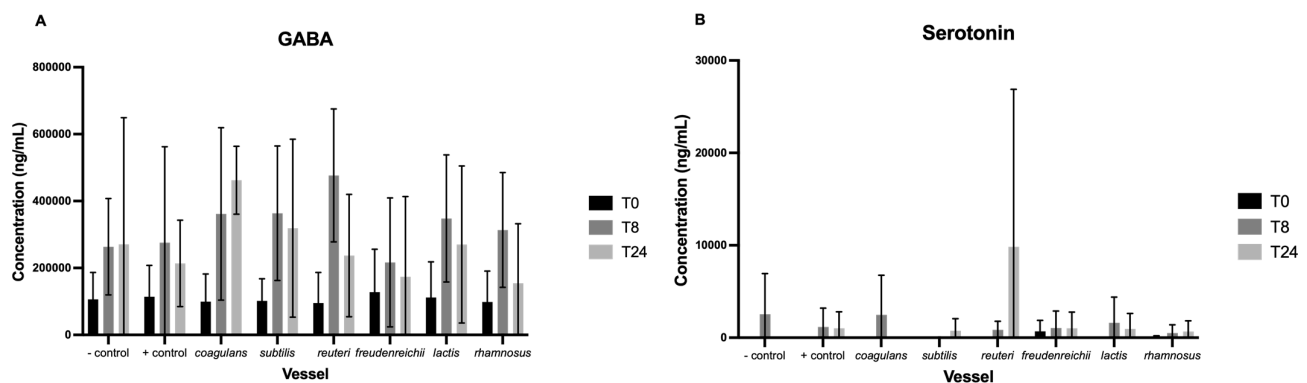 A
GABA
Concentration (ng/mL)
800000
600000
400000
200000
0
- control
+ control
coagulans
subtilis
reuteri
freudenreichii
lactis
rhamnosus
Vessel
T0
T8
T24
B
Serotonin
Concentration (ng/mL)
30000
20000
10000
0
- control
+ control
coagulans
subtilis
reuteri
freudenreichii
lactis
rhamnosus
Vessel
T0
T8
T24